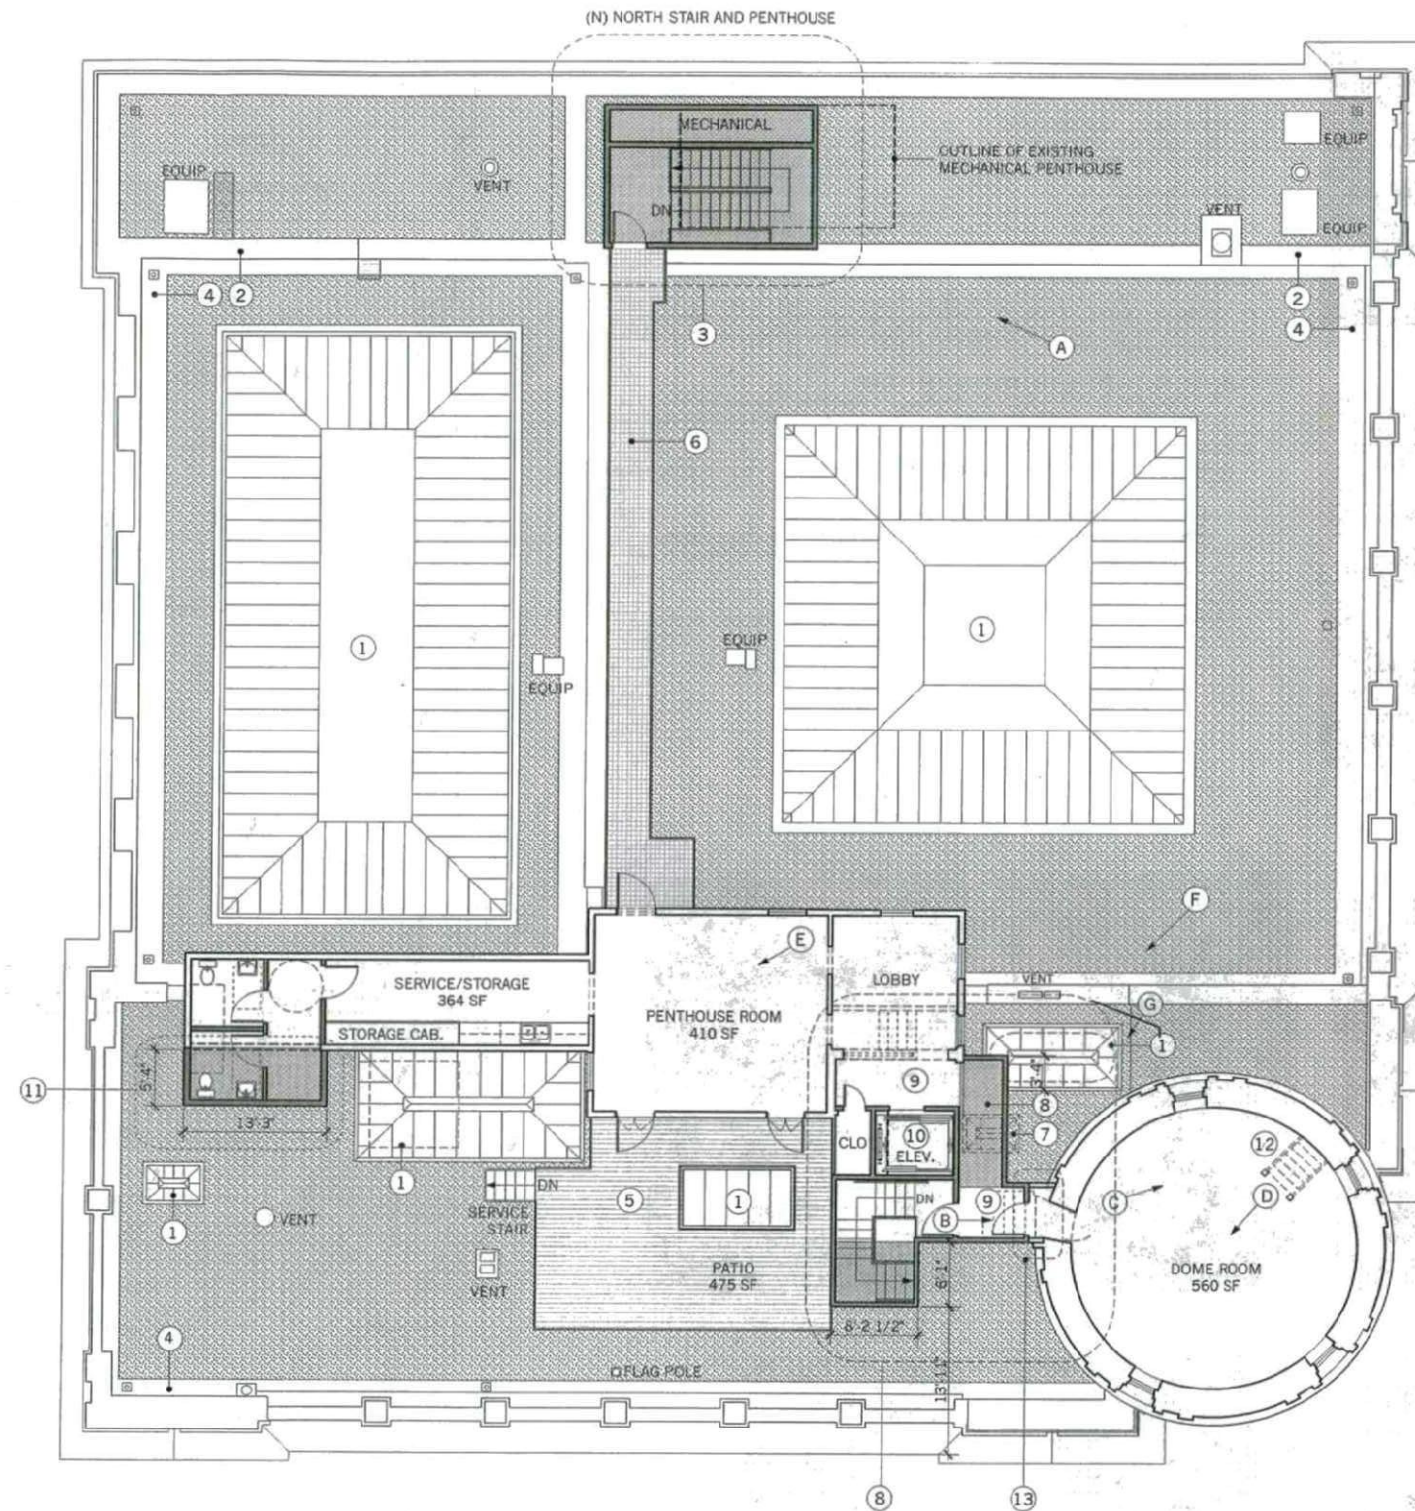 (N) NORTH STAIR AND PENTHOUSE
MECHANICAL
EQUIP
OUTLINE OF EXISTING
MECHANICAL PENTHOUSE
EQUIP
VENT
DN
VENT
EQUIP
4
2
2
3
4
A
6
1
1
EQUIP
EQUIP
F
E
SERVICE/STORAGE
364 SF
LOBBY
VENT
G
PENTHOUSE ROOM
410 SF
STORAGE CAB.
1
3'-4"
11
5'-4"
9
8
13'-3"
CLO
10
ELEV.
7
12
1
DN
SERVICE
STAIR
5
1
DN
9
B
C
D
1
VENT
VENT
PATIO
475 SF
6'-1"
DOME ROOM
560 SF
8'-2 1/2"
4
FLAG POLE
13'-1"
8
13